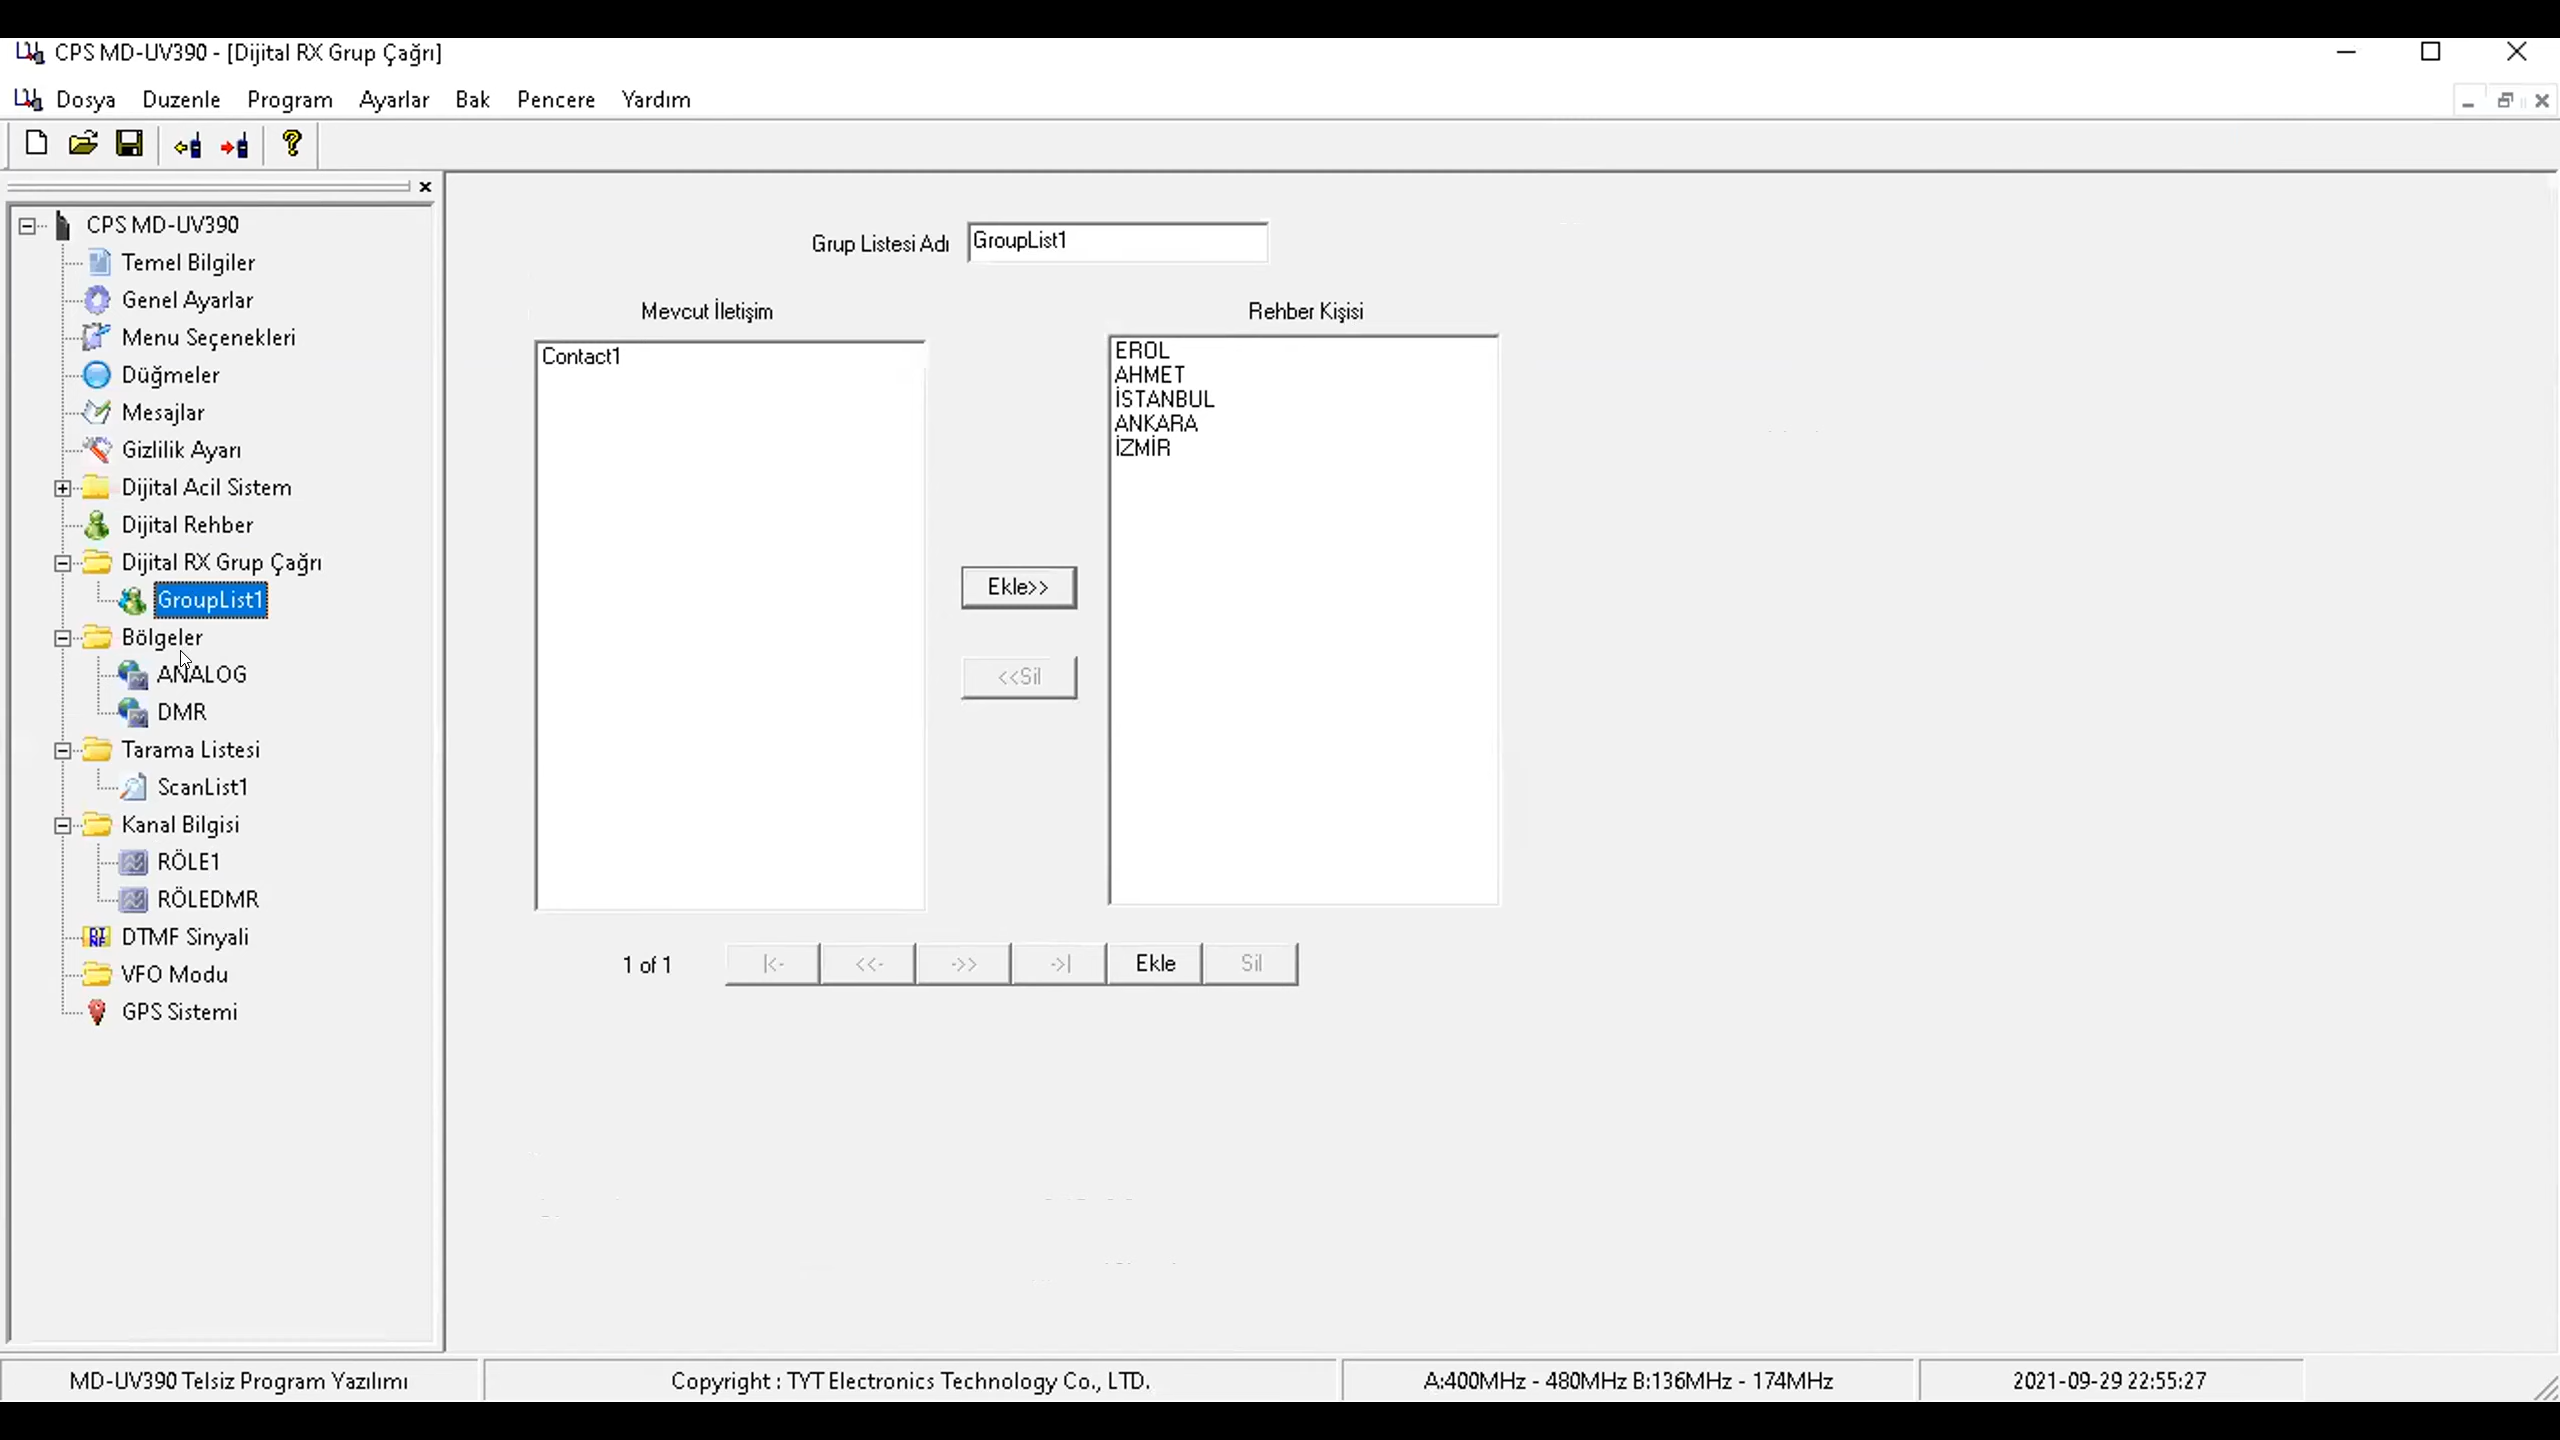 CPS MD-UV390 - [Dijital RX Grup Çağrı]
Dosya Duzenle Program Ayarlar Bak Pencere Yardım
CPS MD-UV390
Temel Bilgiler
Genel Ayarlar
Menu Seçenekleri
Düğmeler
Mesajlar
Gizlilik Ayarı
Dijital Acil Sistem
Dijital Rehber
Dijital RX Grup Çağrı
GroupList1
Bölgeler
ANALOG
DMR
Tarama Listesi
ScanList1
Kanal Bilgisi
RÖLE1
RÖLEDMR
DTMF Sinyali
VFO Modu
GPS Sistemi
Grup Listesi Adı GroupList1
Mevcut İletişim
Contact1
Ekle>>
<<Sil
Rehber Kişisi
EROL
AHMET
İSTANBUL
ANKARA
İZMİR
1 of 1 |<- <<- ->> ->| Ekle Sil
MD-UV390 Telsiz Program Yazılımı Copyright : TYT Electronics Technology Co., LTD. A:400MHz - 480MHz B:136MHz - 174MHz 2021-09-29 22:55:27